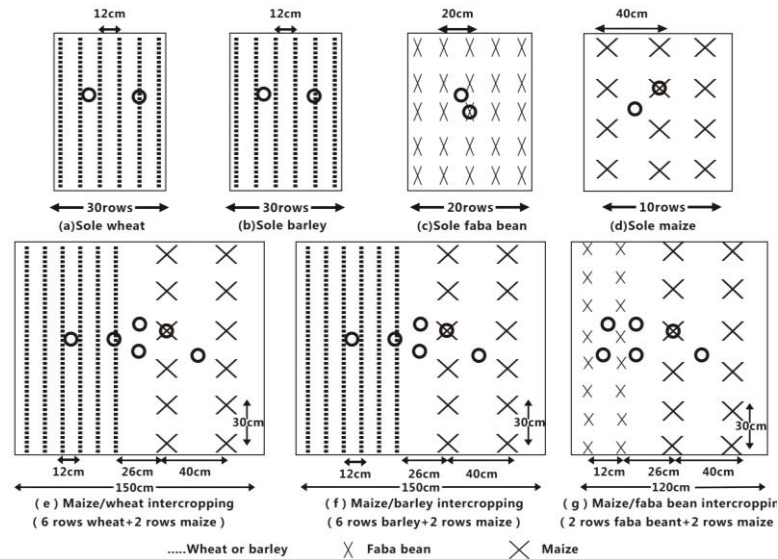 12cm
12cm
20cm
40cm
30rows
30rows
20rows
10rows
(a)Sole wheat
(b)Sole barley
(c)Sole faba bean
(d)Sole maize
30cm
30cm
30cm
12cm
26cm
40cm
12cm
26cm
40cm
12cm
26cm
40cm
150cm
150cm
120cm
(e) Maize/wheat intercropping
(f) Maize/barley intercropping
(g) Maize/faba bean intercroppin
(6 rows wheat+2 rows maize)
(6 rows barley+2 rows maize)
(2 rows faba beant+2 rows maize
.....Wheat or barley
Faba bean
Maize